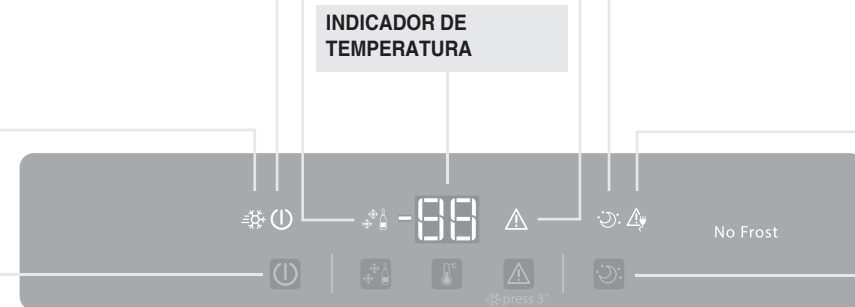 INDICADOR DE
TEMPERATURA
-88
No Frost
°C
press 3"